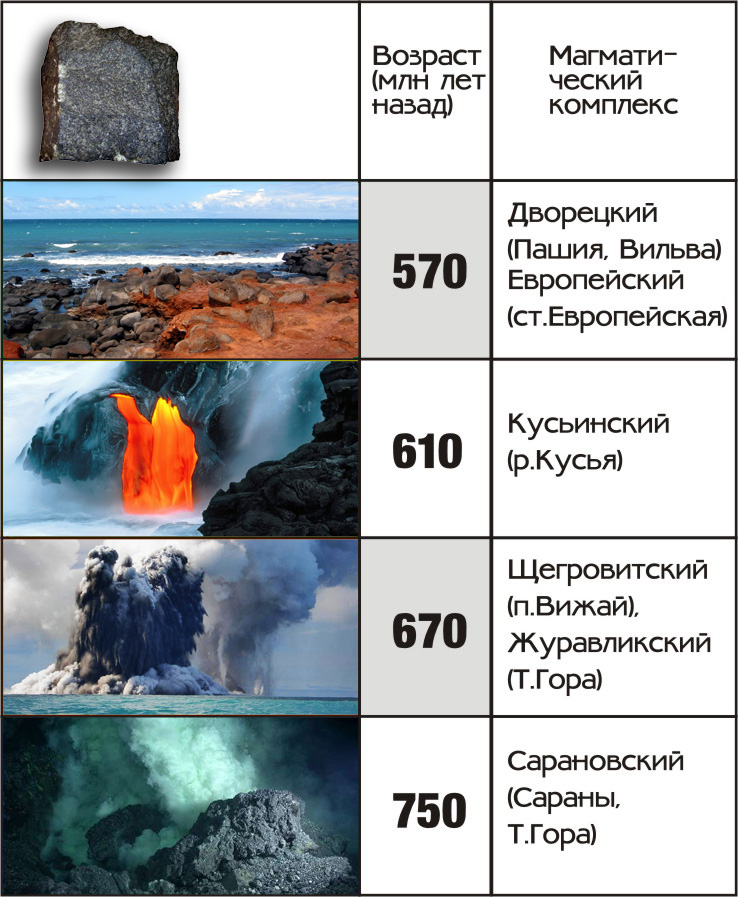 Возраст
(млн лет
назад)
Магмати-
ческий
комплекс
570
Дворецкий
(Пашия, Вильва)
Европейский
(ст.Европейская)
610
Кусьинский
(р.Кусья)
670
Щегровитский
(п.Вижай),
Журавликский
(Т.Гора)
750
Сарановский
(Сараны,
Т.Гора)